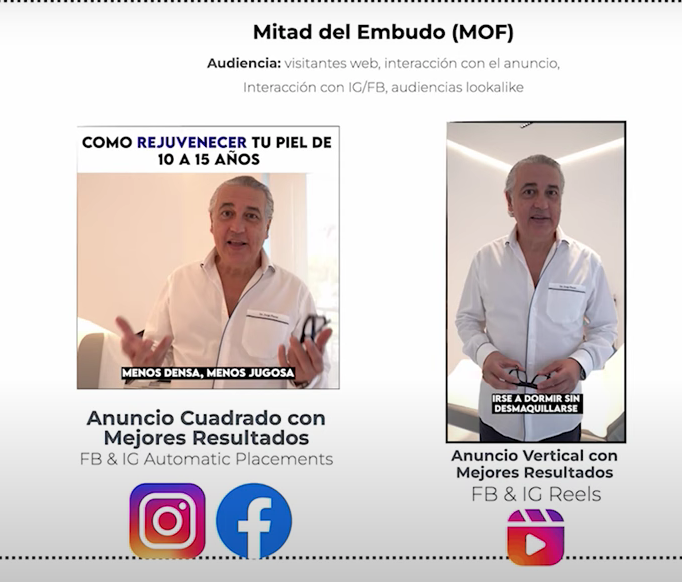 Mitad del Embudo (MOF)
Audiencia: visitantes web, interacción con el anuncio,
Interacción con IG/FB, audiencias lookalike
COMO REJUVENECER TU PIEL DE
10 A 15 AÑOS
MENOS DENSA, MENOS JUGOSA
Anuncio Cuadrado con
Mejores Resultados
FB & IG Automatic Placements
IRSE A DORMIR SIN
DESMAQUILLARSE
Anuncio Vertical con
Mejores Resultados
FB & IG Reels